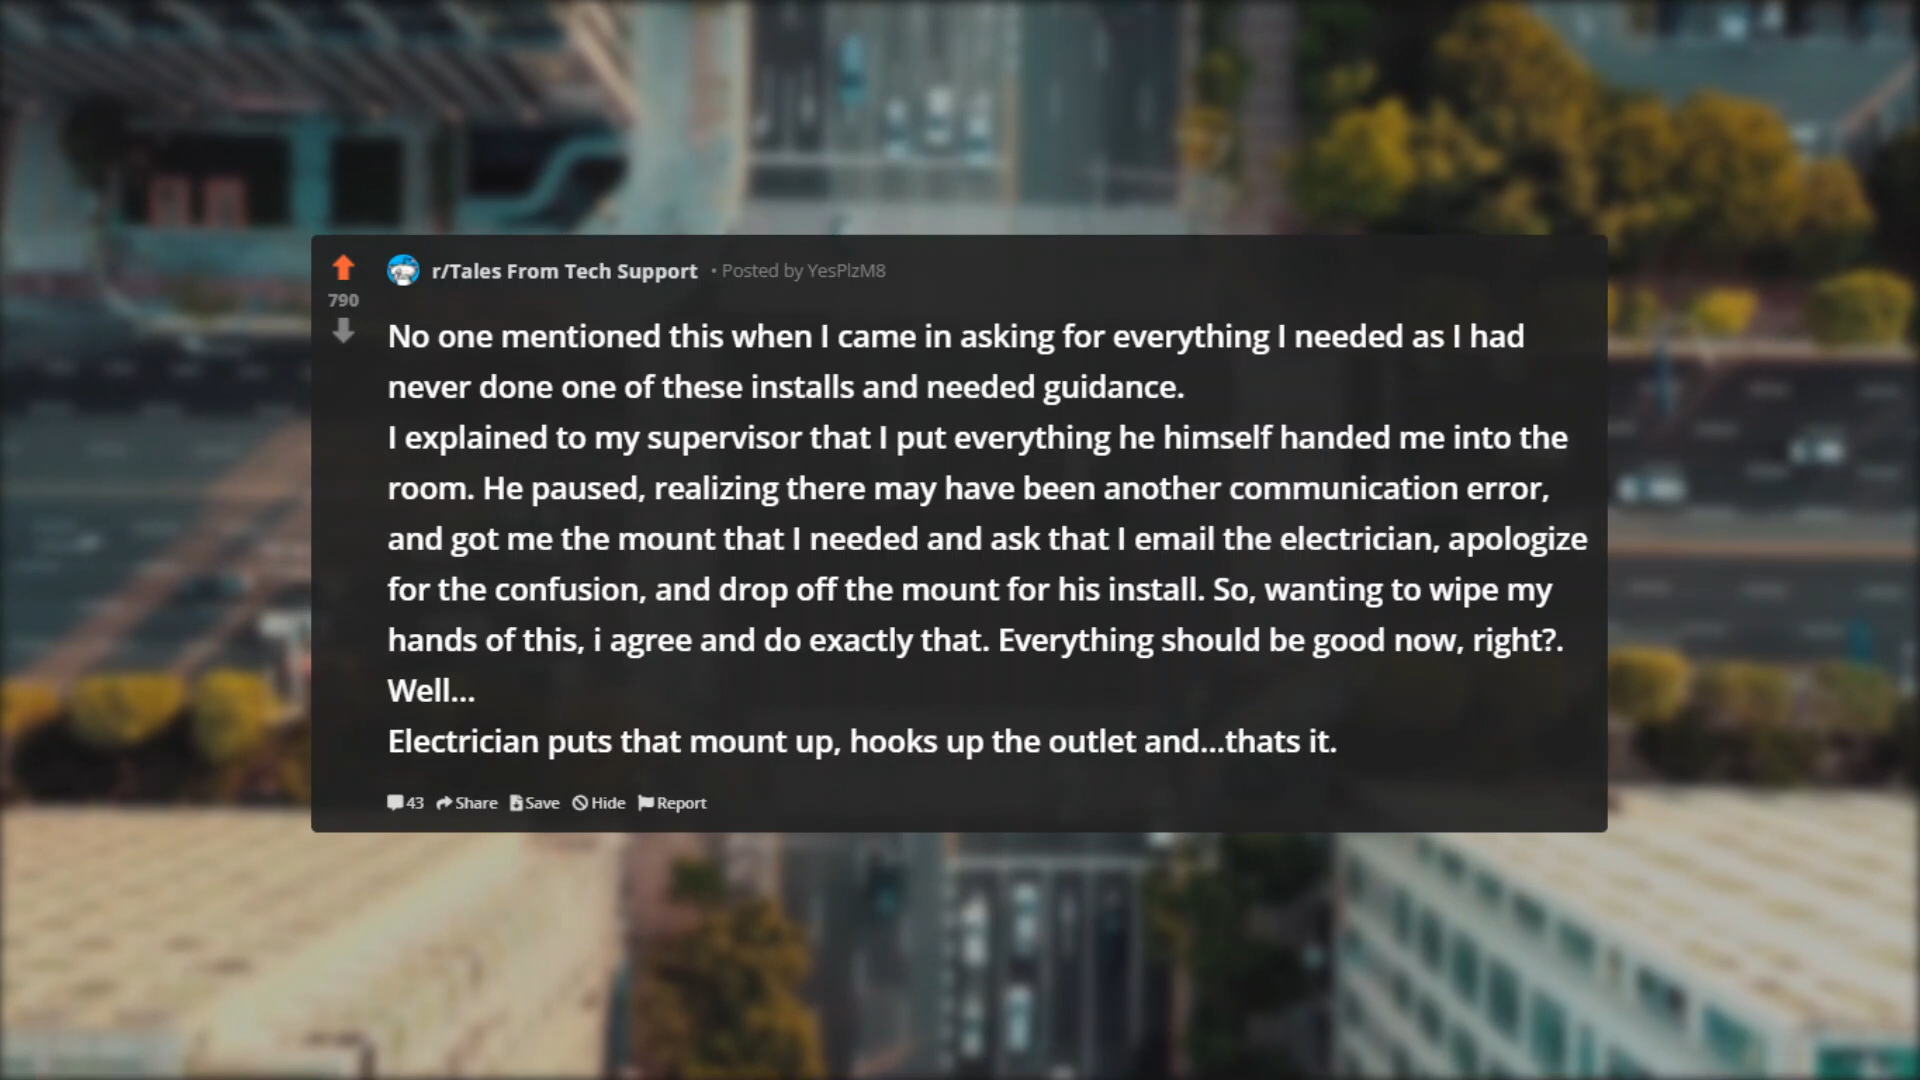 r/Tales From Tech Support • Posted by YesPlzM8
790
No one mentioned this when I came in asking for everything I needed as I had
never done one of these installs and needed guidance.
I explained to my supervisor that I put everything he himself handed me into the
room. He paused, realizing there may have been another communication error,
and got me the mount that I needed and ask that I email the electrician, apologize
for the confusion, and drop off the mount for his install. So, wanting to wipe my
hands of this, i agree and do exactly that. Everything should be good now, right?.
Well...
Electrician puts that mount up, hooks up the outlet and...thats it.
43 Share Save Hide Report